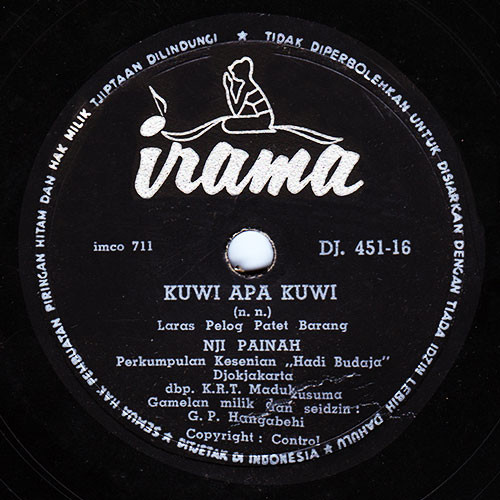 ★ TIDAK DIPERBOLEHKAN UNTUK DISIARKAN DENGAN TIADA IDZIN LEBIH DAHULU
★ SEMUA HAK PEMBUATAN PIRINGAN HITAM DAN HAK MILIK TJIPTAAN DILINDUNGI
irama
imco 711
DJ. 451-16
KUWI APA KUWI
(n. n.)
Laras Pelog Patet Barang
NJI PAINAH
Perkumpulan Kesenian „Hadi Budaja"
Djokjakarta
dbp. K.R.T. Madukusuma
Gamelan milik dan seidzin :
G. P. Hangabehi
Copyright : Control
★ DITJETAK DI INDONESIA